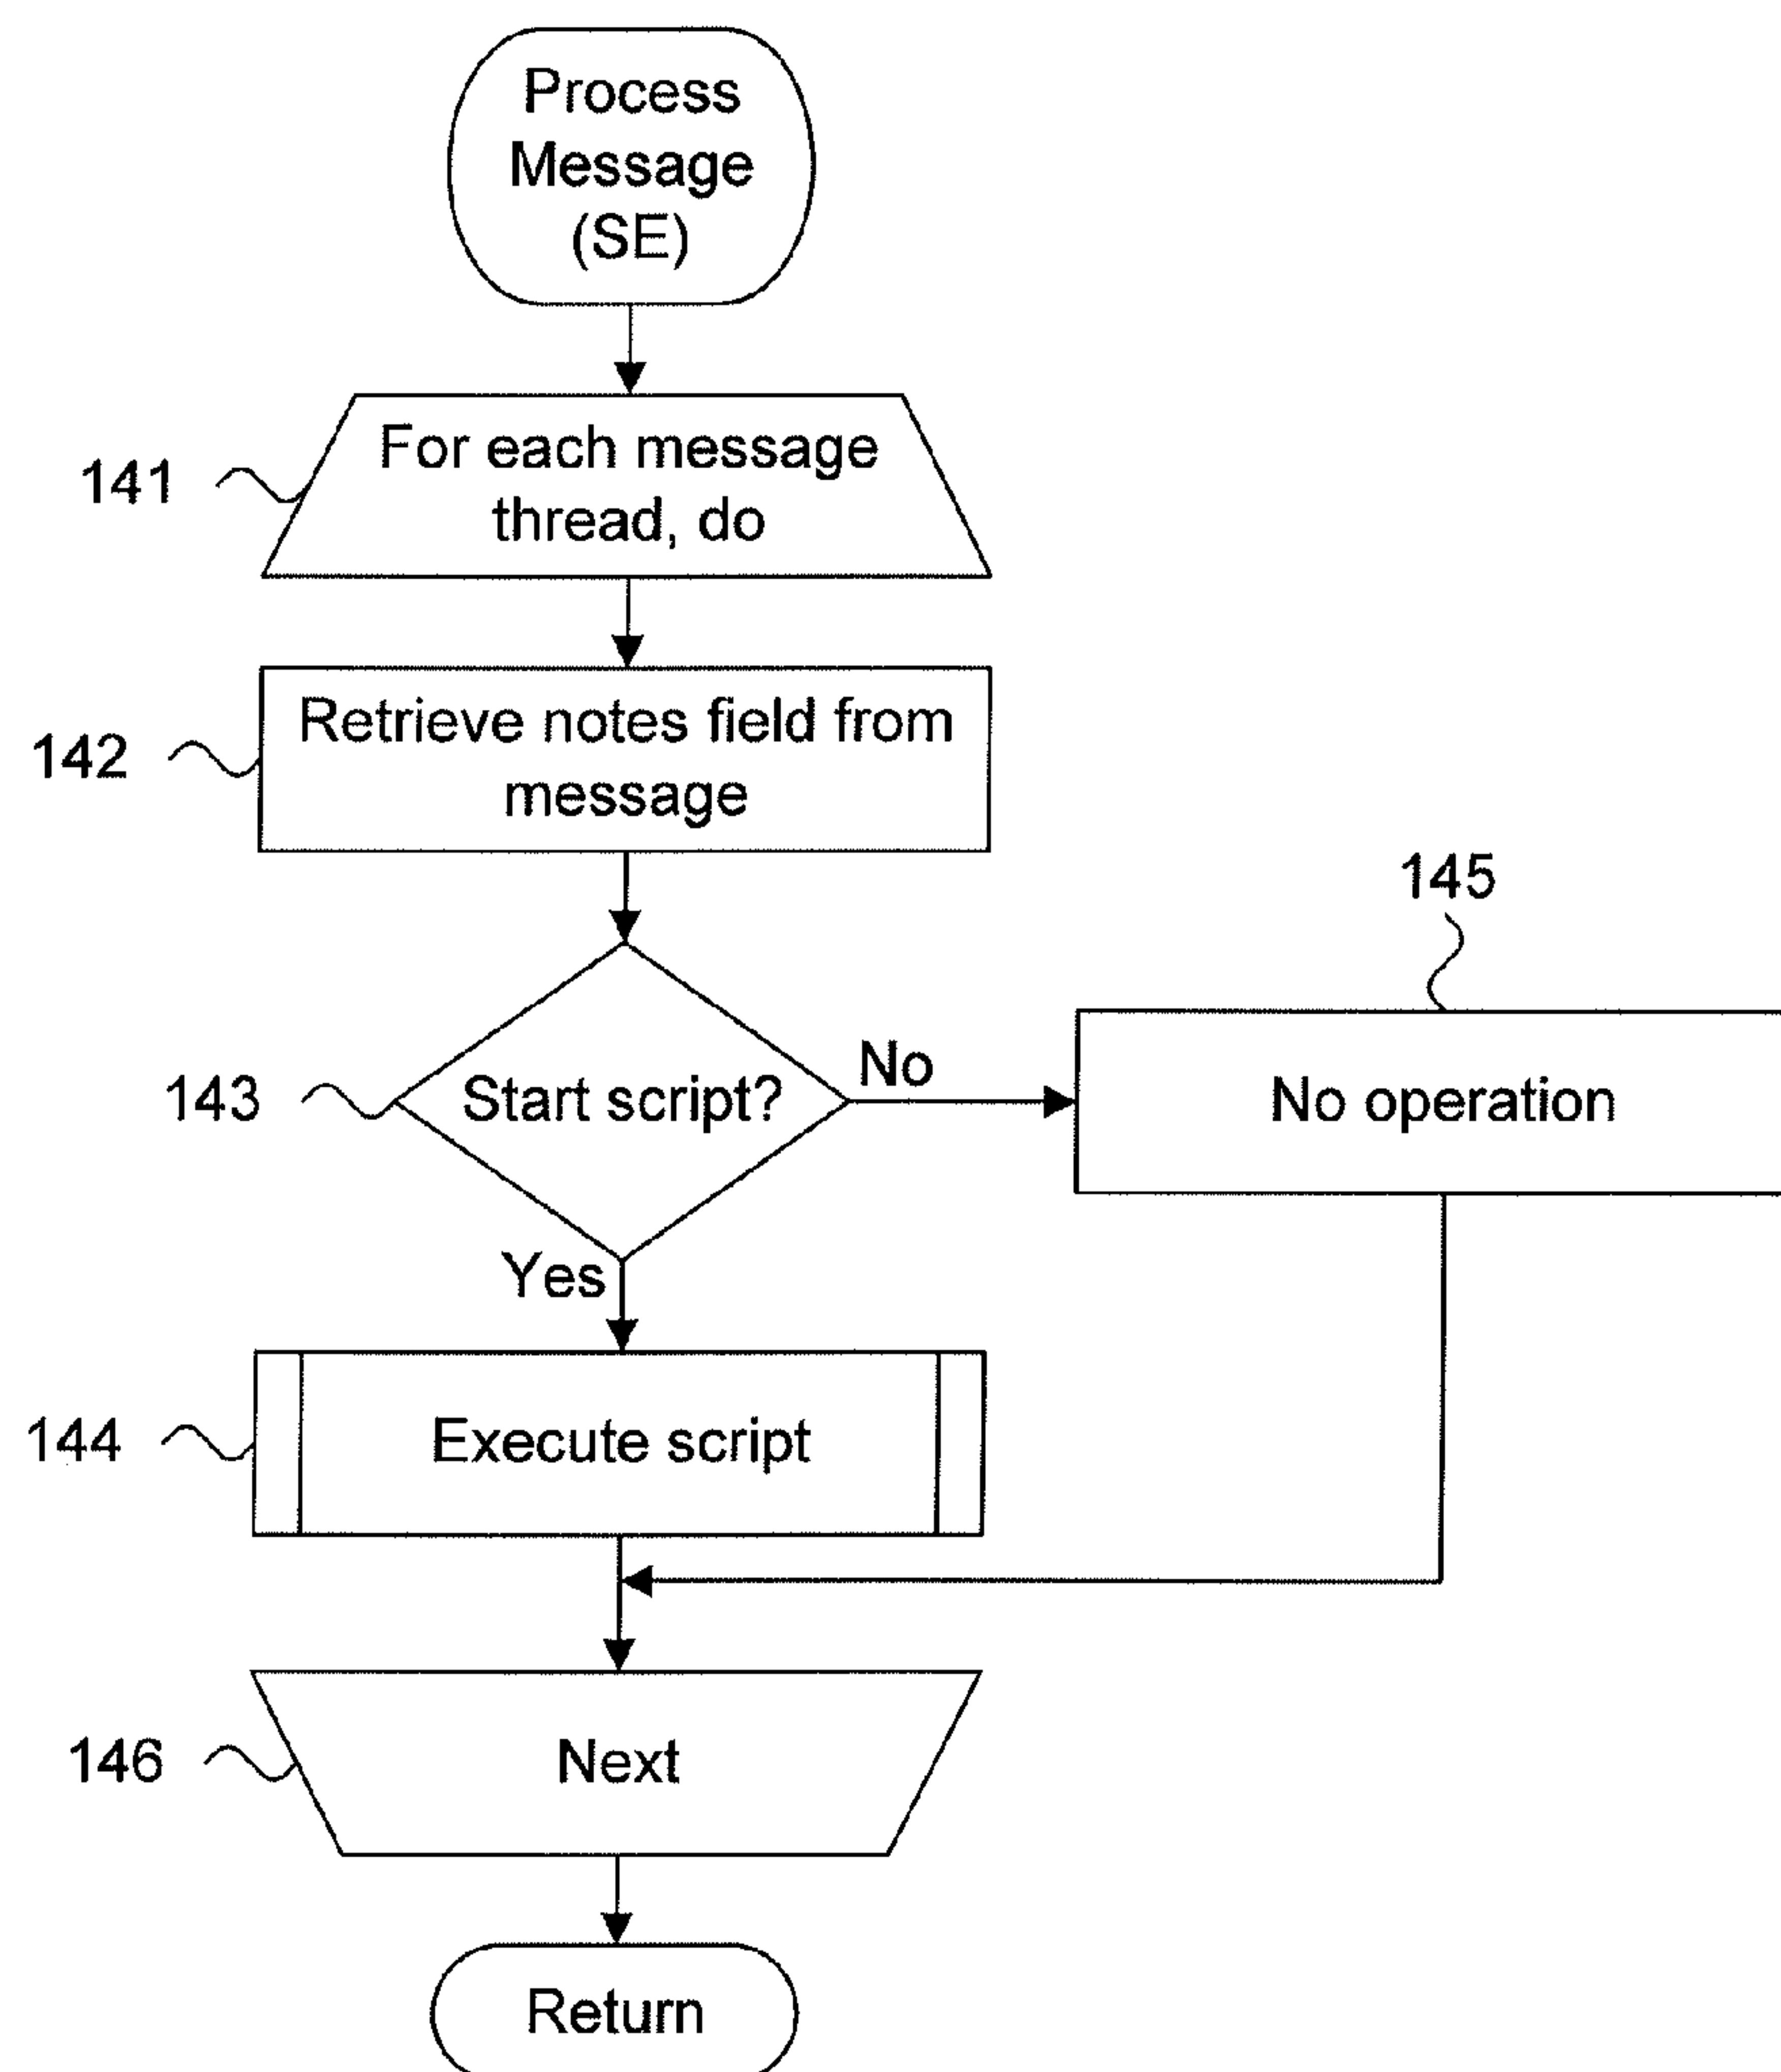 Process
Message
(SE)
141
For each message
thread, do
142
Retrieve notes field from
message
145
143
Start script?
No
No operation
Yes
144
Execute script
146
Next
Return